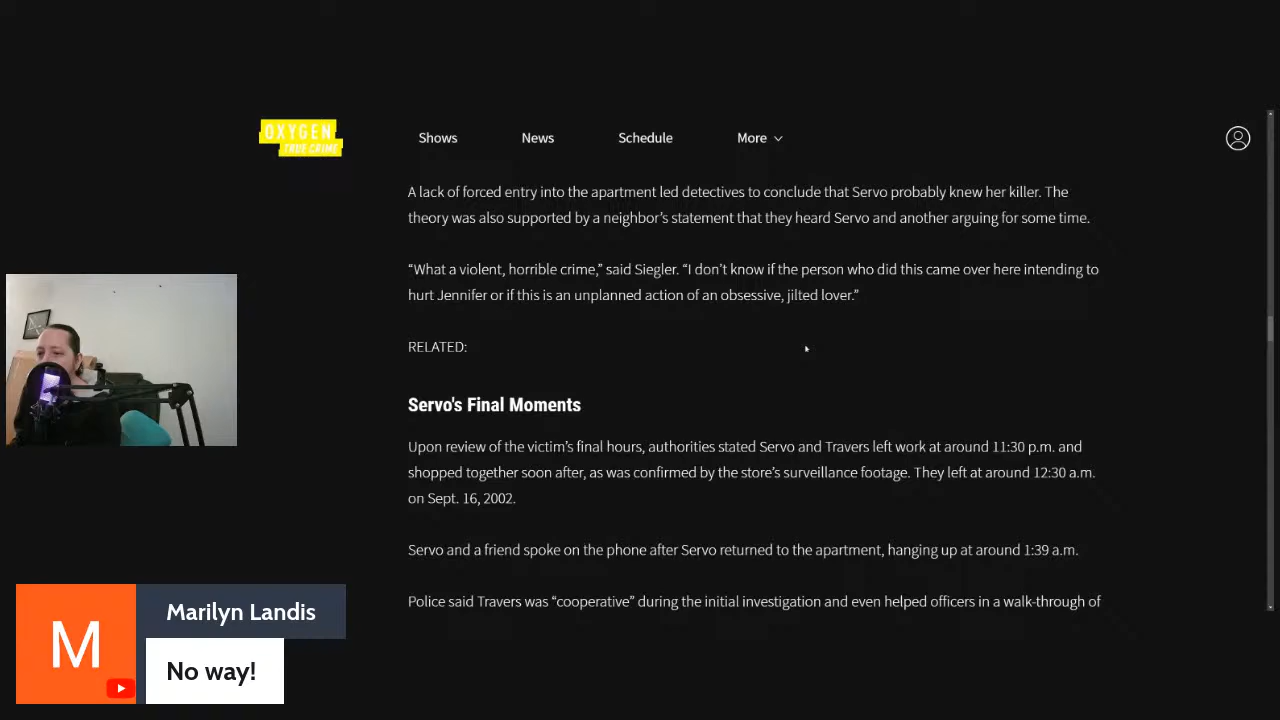 OXYGEN
TRUE CRIME
Shows
News
Schedule
More
A lack of forced entry into the apartment led detectives to conclude that Servo probably knew her killer. The
theory was also supported by a neighbor’s statement that they heard Servo and another arguing for some time.
“What a violent, horrible crime,” said Siegler. “I don’t know if the person who did this came over here intending to
hurt Jennifer or if this is an unplanned action of an obsessive, jilted lover.”
RELATED:
Servo's Final Moments
Upon review of the victim’s final hours, authorities stated Servo and Travers left work at around 11:30 p.m. and
shopped together soon after, as was confirmed by the store’s surveillance footage. They left at around 12:30 a.m.
on Sept. 16, 2002.
Servo and a friend spoke on the phone after Servo returned to the apartment, hanging up at around 1:39 a.m.
Police said Travers was “cooperative” during the initial investigation and even helped officers in a walk-through of
M
Marilyn Landis
No way!